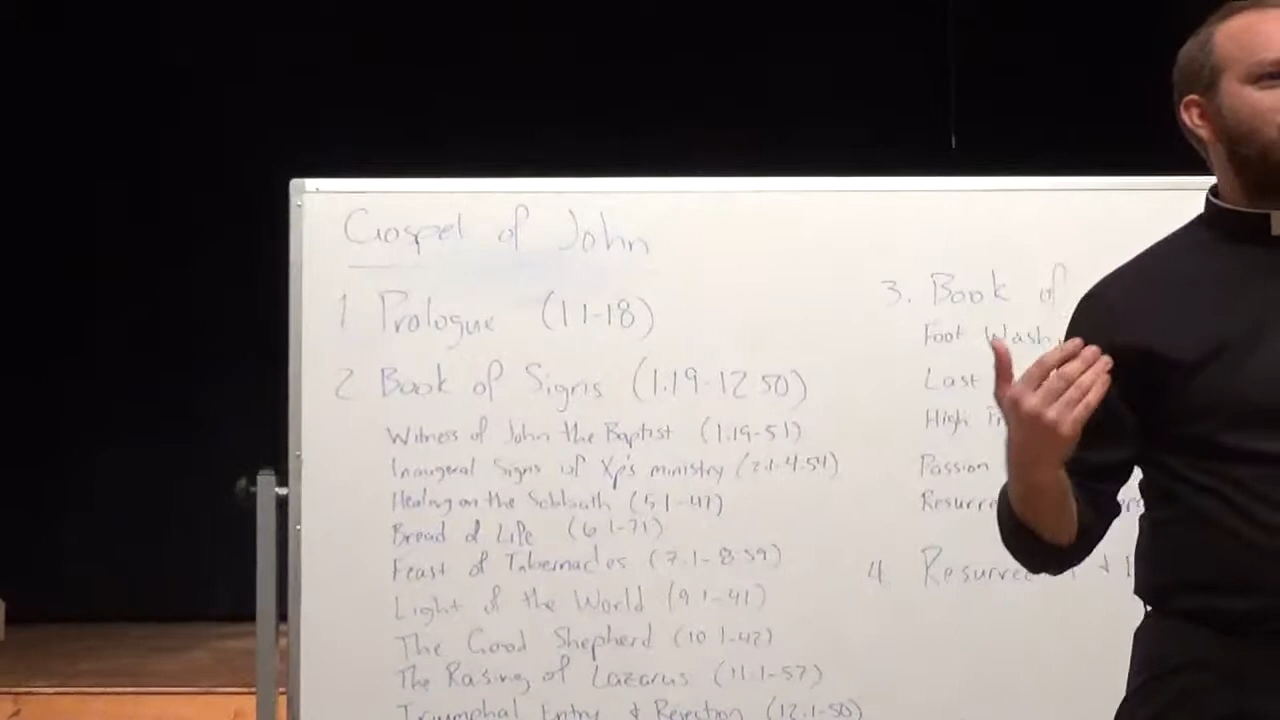 Gospel of John
1 Prologue (1 1-18)
2 Book of Signs (1.19-12 50)
Witness of John the Baptist (1.19-51)
Inaugeral Signs of Xp's ministry (2.1-4.54)
Healing on the Sabbath (5 1-47)
Bread of Life (6 1-71)
Feast of Tabernacles (7.1-8.59)
Light of the World (9 1-41)
The Good Shepherd (10 1-42)
The Raising of Lazarus (11.1-57)
Triumphal Entry & Rejection (12.1-50)
3. Book of
Foot Wash
Last
High
Passion
Resurre
4 Resurre